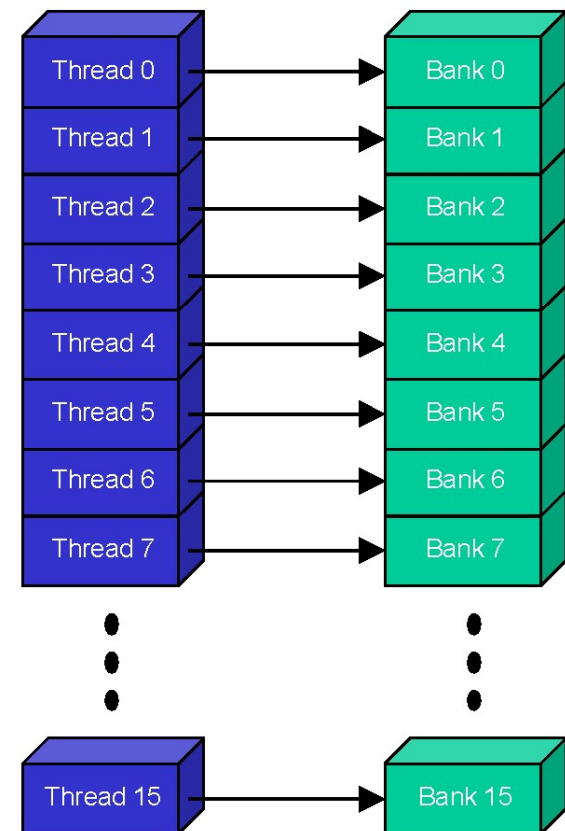 Thread 0 Bank 0
Thread 1 Bank 1
Thread 2 Bank 2
Thread 3 Bank 3
Thread 4 Bank 4
Thread 5 Bank 5
Thread 6 Bank 6
Thread 7 Bank 7
Thread 15 Bank 15